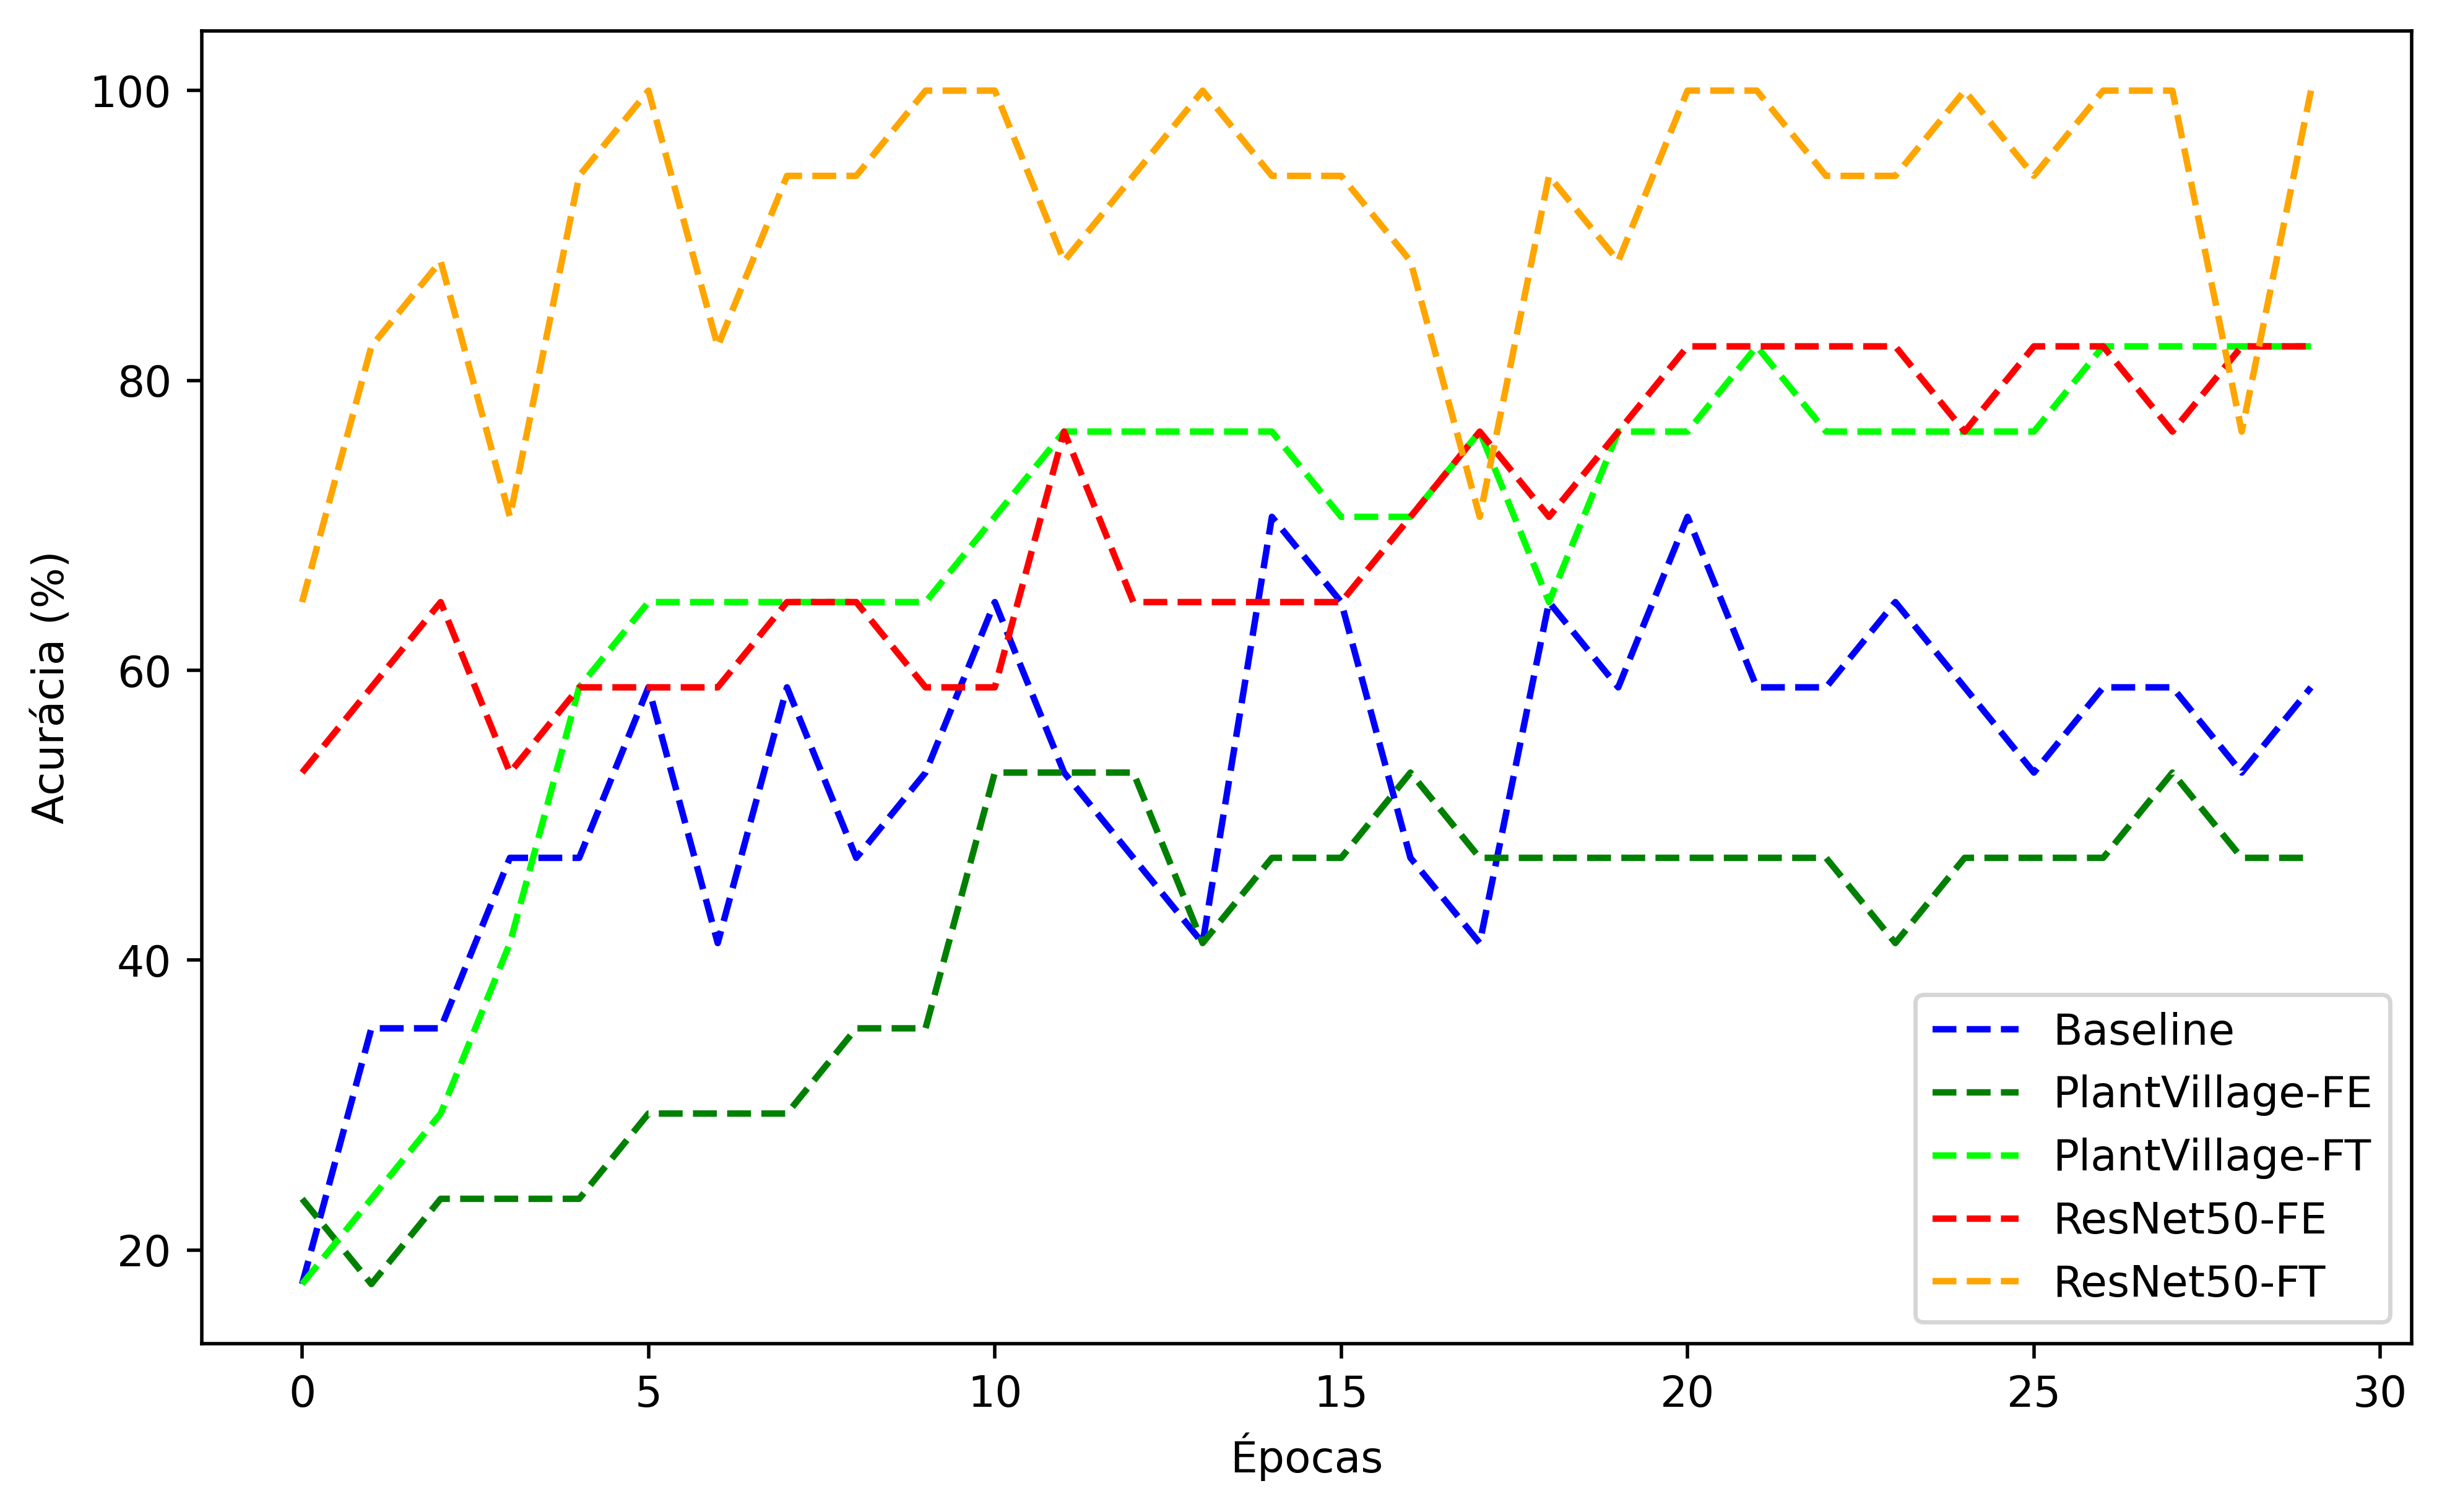 100
80
60
40
20
Acurácia (%)
0 5 10 15 20 25 30
Épocas
Baseline
PlantVillage-FE
PlantVillage-FT
ResNet50-FE
ResNet50-FT